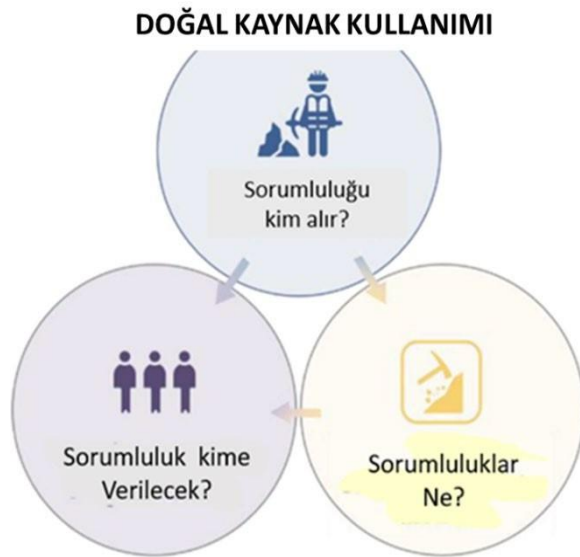 DOĞAL KAYNAK KULLANIMI
Sorumluluğu
kim alır?
Sorumluluk kime
Verilecek?
Sorumluluklar
Ne?